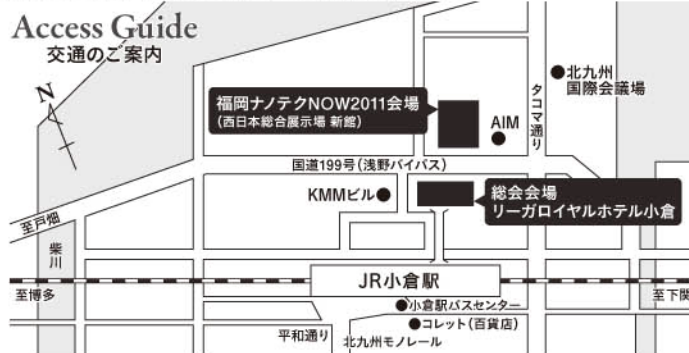 Access Guide
交通のご案内
N
福岡ナノテクNOW2011会場
(西日本総合展示場 新館)
AIM
タコマ通り
北九州
国際会議場
国道199号(浅野バイパス)
KMMビル
総会会場
リーガロイヤルホテル小倉
至戸畑
柴川
JR小倉駅
至博多
至下関
小倉駅バスセンター
コレット(百貨店)
平和通り
北九州モノレール